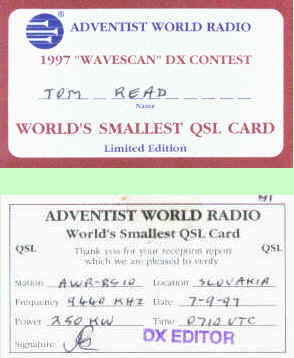 ADVENTIST WORLD RADIO
1997 "WAVESCAN" DX CONTEST
TOM READ
Name
WORLD'S SMALLEST QSL CARD
Limited Edition
ADVENTIST WORLD RADIO
World's Smallest QSL Card
QSL Thank you for your reception report QSL
which we are pleased to verify
Station AWR-RS10 Location SLOVAKIA
Frequency 9440 KHZ Date 7-9-97
Power 250 KW Time 0710 UTC
Signature DX EDITOR